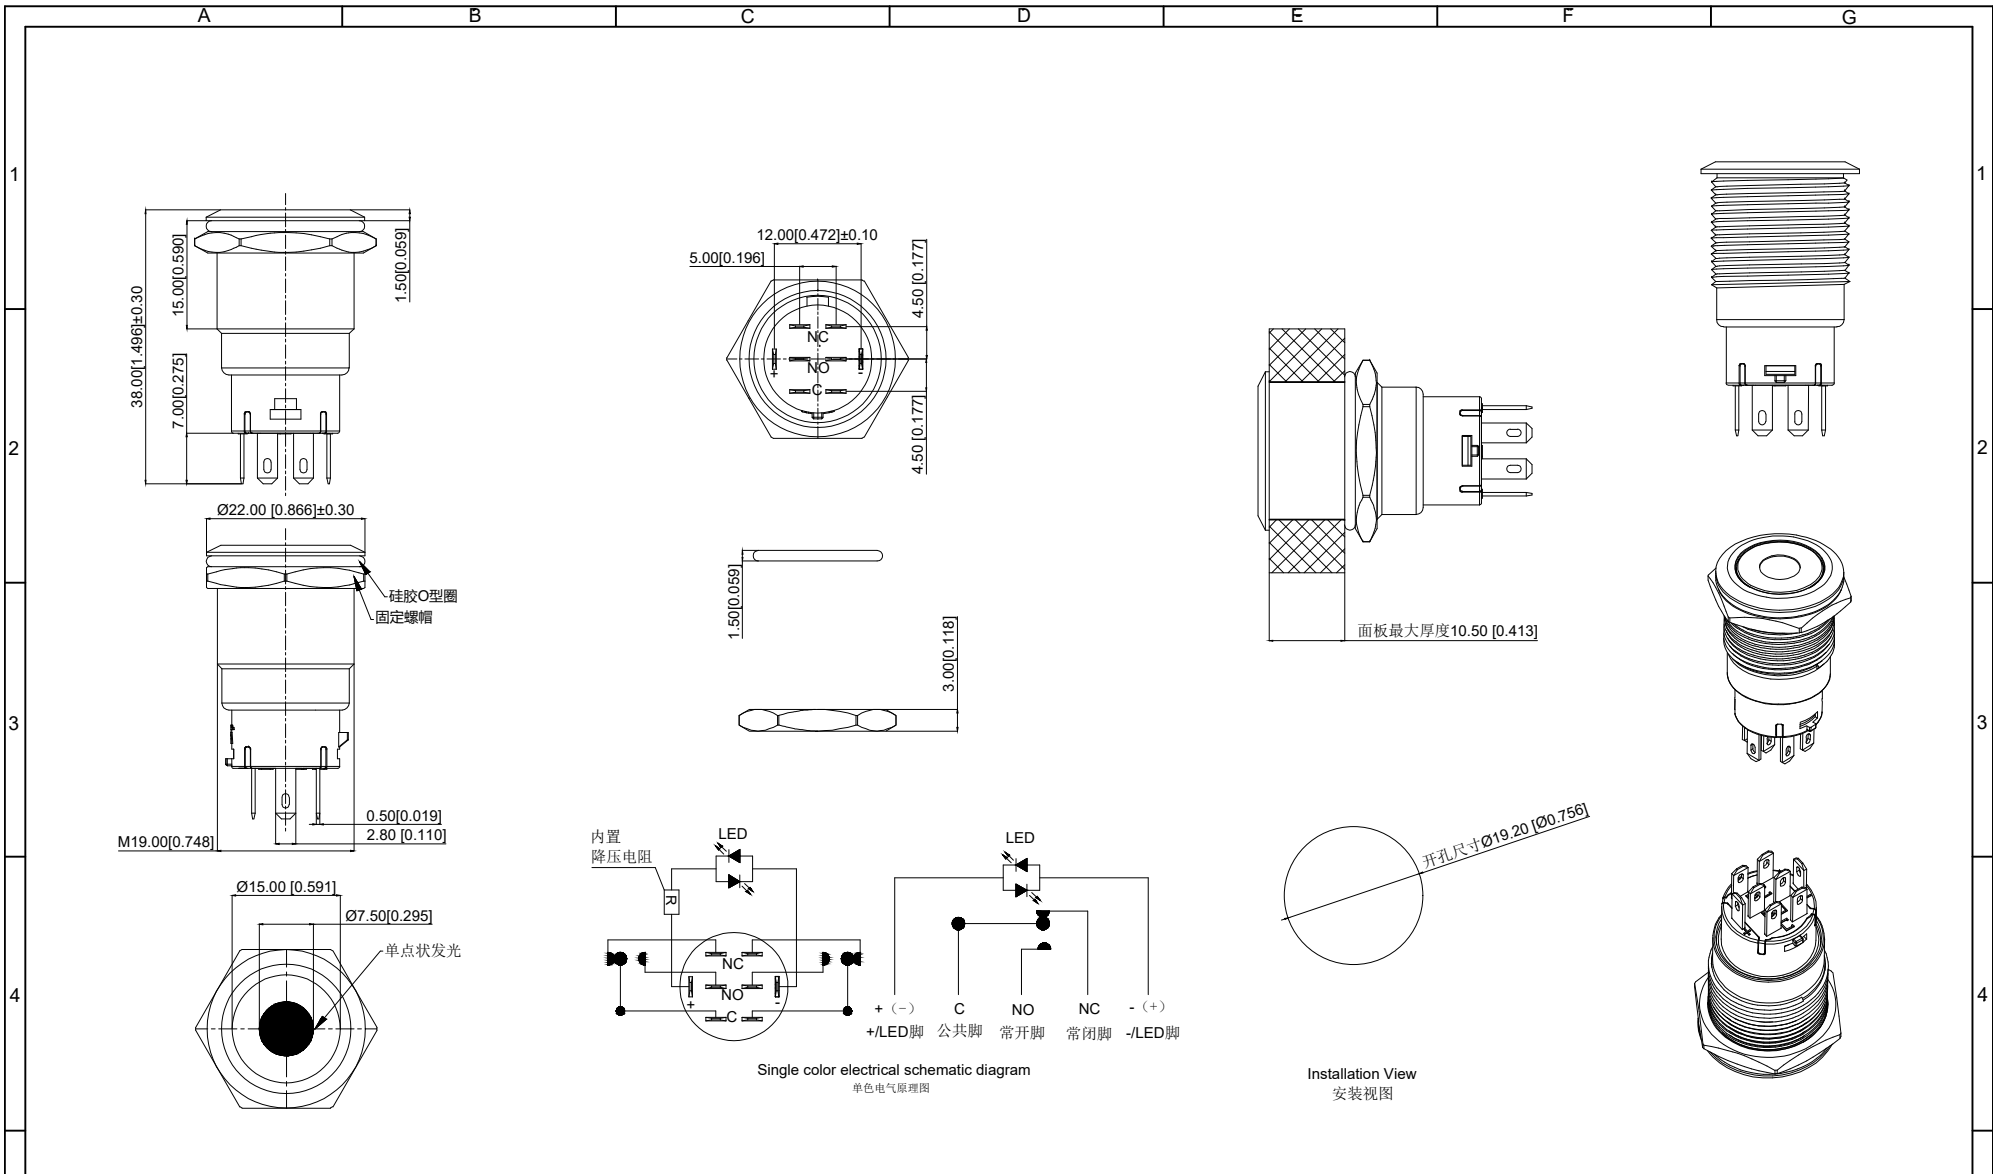 A B C D E F G
1
1
2
2
3
3
4
4
38.00[1.496]±0.30
15.00[0.590]
7.00[0.275]
1.50[0.059]
Ø22.00 [0.866]±0.30
硅胶O型圈
固定螺帽
0.50[0.019]
2.80 [0.110]
M19.00[0.748]
Ø15.00 [0.591]
Ø7.50[0.295]
单点状发光
12.00[0.472]±0.10
5.00[0.196]
4.50 [0.177]
4.50 [0.177]
NC
+ NO -
C
1.50[0.059]
3.00[0.118]
内置
降压电阻
LED
R
NC
+ NO -
C
LED
+ （-） C NO NC - （+）
+/LED脚 公共脚 常开脚 常闭脚 -/LED脚
Single color electrical schematic diagram
单色电气原理图
面板最大厚度10.50 [0.413]
开孔尺寸Ø19.20 [Ø0.756]
Installation View
安装视图